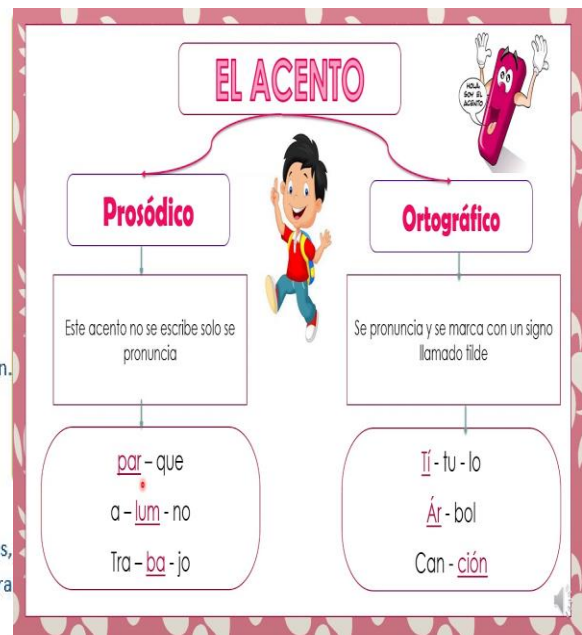 EL ACENTO
HOLA
SOY EL
ACENTO
Prosódico
Este acento no se escribe solo se
pronuncia
par – que
a – lum - no
Tra – ba - jo
Ortográfico
Se pronuncia y se marca con un signo
llamado tilde
Tí - tu - lo
Ár - bol
Can - ción
n.
s,
ra